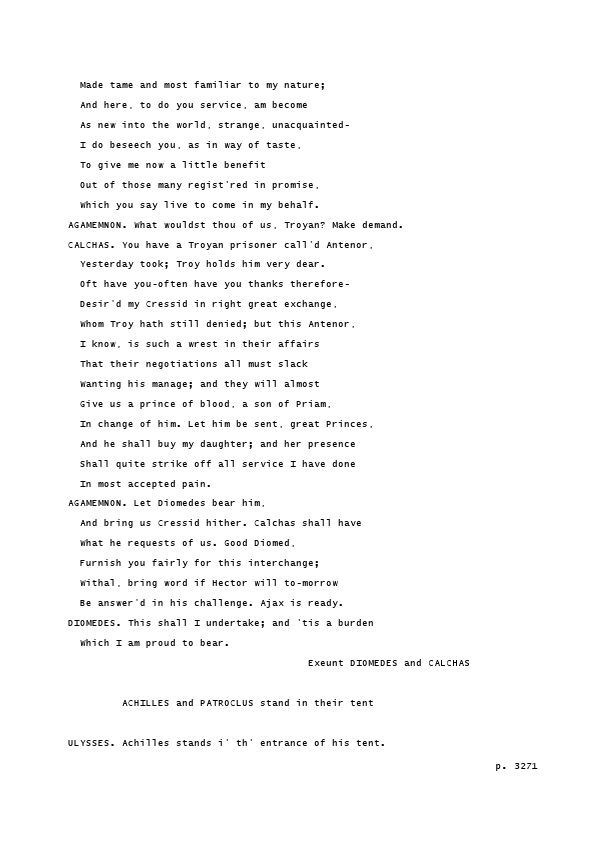 Made tame and most familiar to my nature;
And here, to do you service, am become
As new into the world, strange, unacquainted-
I do beseech you, as in way of taste,
To give me now a little benefit
Out of those many regist'red in promise,
Which you say live to come in my behalf.
AGAMEMNON. What wouldst thou of us, Troyan? Make demand.
CALCHAS. You have a Troyan prisoner call'd Antenor,
Yesterday took; Troy holds him very dear.
Oft have you-often have you thanks therefore-
Desir'd my Cressid in right great exchange,
Whom Troy hath still denied; but this Antenor,
I know, is such a wrest in their affairs
That their negotiations all must slack
Wanting his manage; and they will almost
Give us a prince of blood, a son of Priam,
In change of him. Let him be sent, great Princes,
And he shall buy my daughter; and her presence
Shall quite strike off all service I have done
In most accepted pain.
AGAMEMNON. Let Diomedes bear him,
And bring us Cressid hither. Calchas shall have
What he requests of us. Good Diomed,
Furnish you fairly for this interchange;
Withal, bring word if Hector will to-morrow
Be answer'd in his challenge. Ajax is ready.
DIOMEDES. This shall I undertake; and 'tis a burden
Which I am proud to bear.
Exeunt DIOMEDES and CALCHAS
ACHILLES and PATROCLUS stand in their tent
ULYSSES. Achilles stands i' th' entrance of his tent.
p. 3271